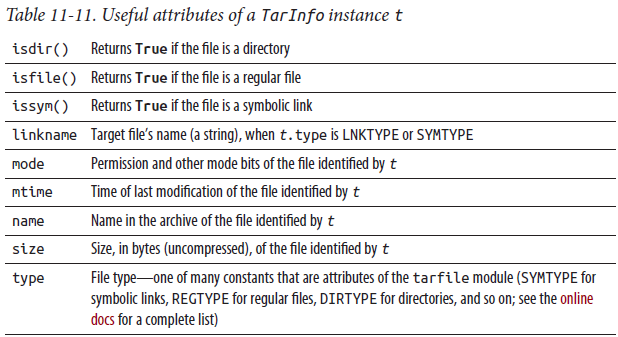 Table 11-11. Useful attributes of a TarInfo instance t
isdir() Returns True if the file is a directory
isfile() Returns True if the file is a regular file
issym() Returns True if the file is a symbolic link
linkname Target file's name (a string), when t.type is LNKTYPE or SYMTYPE
mode Permission and other mode bits of the file identified by t
mtime Time of last modification of the file identified by t
name Name in the archive of the file identified by t
size Size, in bytes (uncompressed), of the file identified by t
type File type—one of many constants that are attributes of the tarfile module (SYMTYPE for
symbolic links, REGTYPE for regular files, DIRTYPE for directories, and so on; see the online
docs for a complete list)